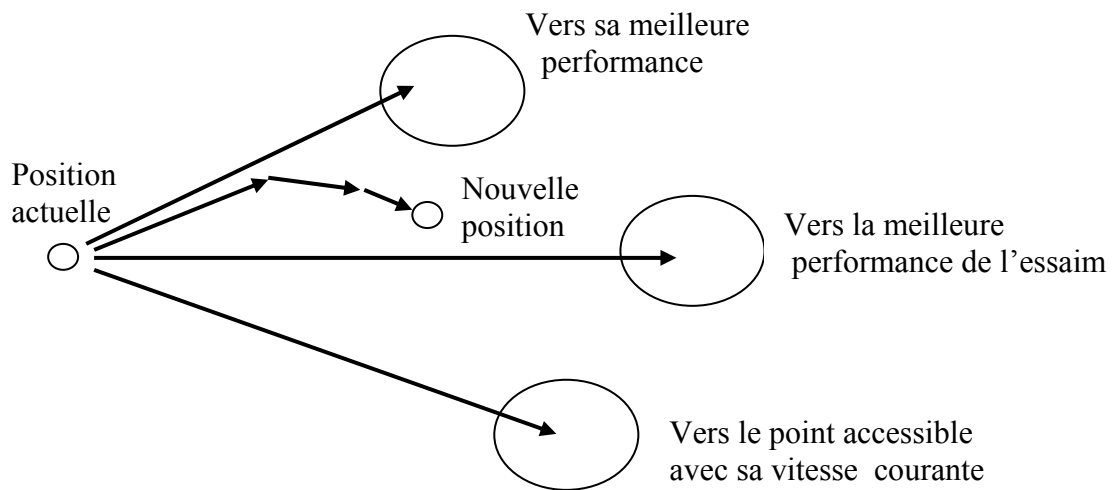 Vers sa meilleure
performance
Position
actuelle
Nouvelle
position
Vers la meilleure
performance de l’essaim
Vers le point accessible
avec sa vitesse courante